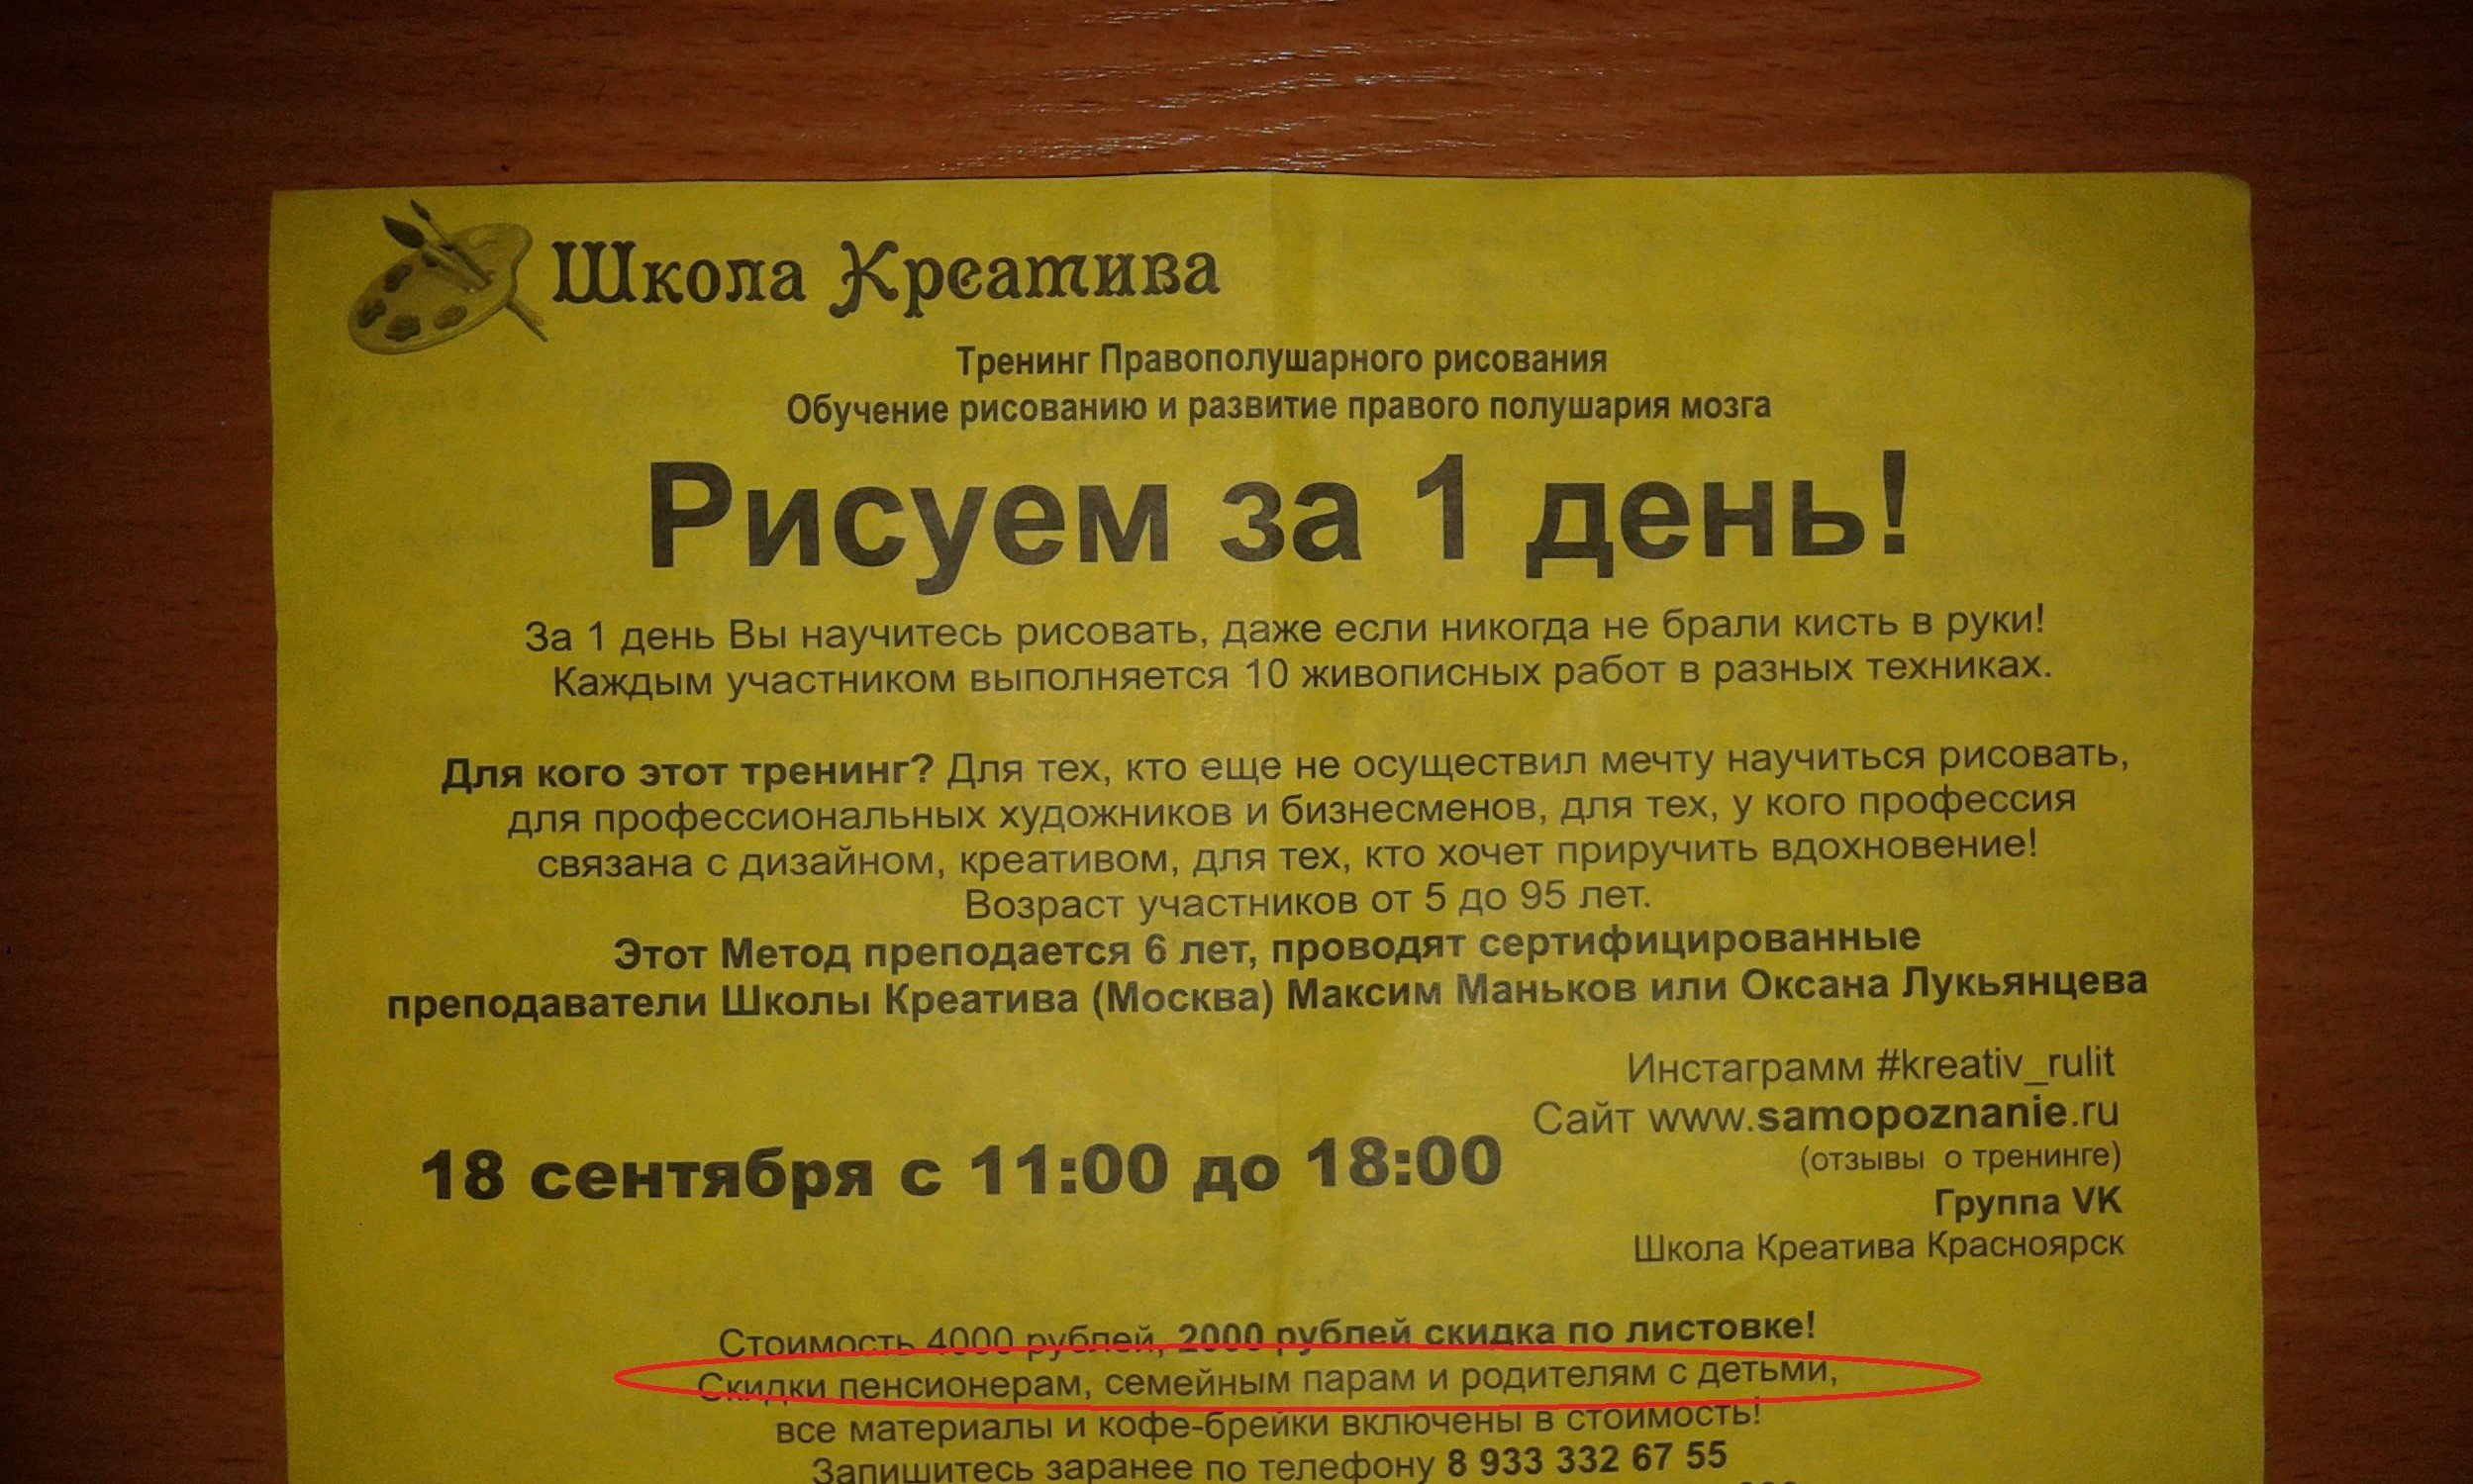 Школа Креатива
Тренинг Правополушарного рисования
Обучение рисованию и развитие правого полушария мозга
Рисуем за 1 день!
За 1 день Вы научитесь рисовать, даже если никогда не брали кисть в руки!
Каждым участником выполняется 10 живописных работ в разных техниках.
Для кого этот тренинг? Для тех, кто еще не осуществил мечту научиться рисовать,
для профессиональных художников и бизнесменов, для тех, у кого профессия
связана с дизайном, креативом, для тех, кто хочет приручить вдохновение!
Возраст участников от 5 до 95 лет.
Этот Метод преподается 6 лет, проводят сертифицированные
преподаватели Школы Креатива (Москва) Максим Маньков или Оксана Лукьянцева
Инстаграмм #kreativ_rulit
Сайт www.samopoznanie.ru
(отзывы о тренинге)
Группа VK
Школа Креатива Красноярск
18 сентября с 11:00 до 18:00
Стоимость 4000 рублей, 2000 рублей скидка по листовке!
Скидки пенсионерам, семейным парам и родителям с детьми,
все материалы и кофе-брейки включены в стоимость!
Запишитесь заранее по телефону 8 933 332 67 55